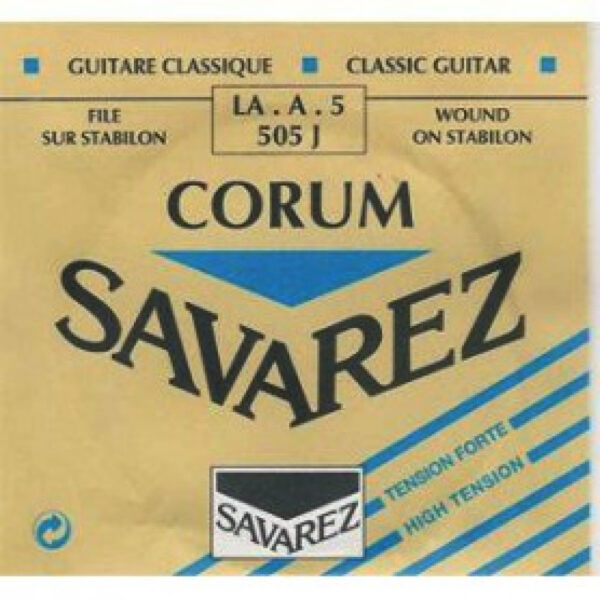 GUITARE CLASSIQUE
CLASSIC GUITAR
FILE
SUR STABILON
LA . A . 5
505 J
WOUND
ON STABILON
CORUM
SAVAREZ
TENSION FORTE
HIGH TENSION
SAVAREZ